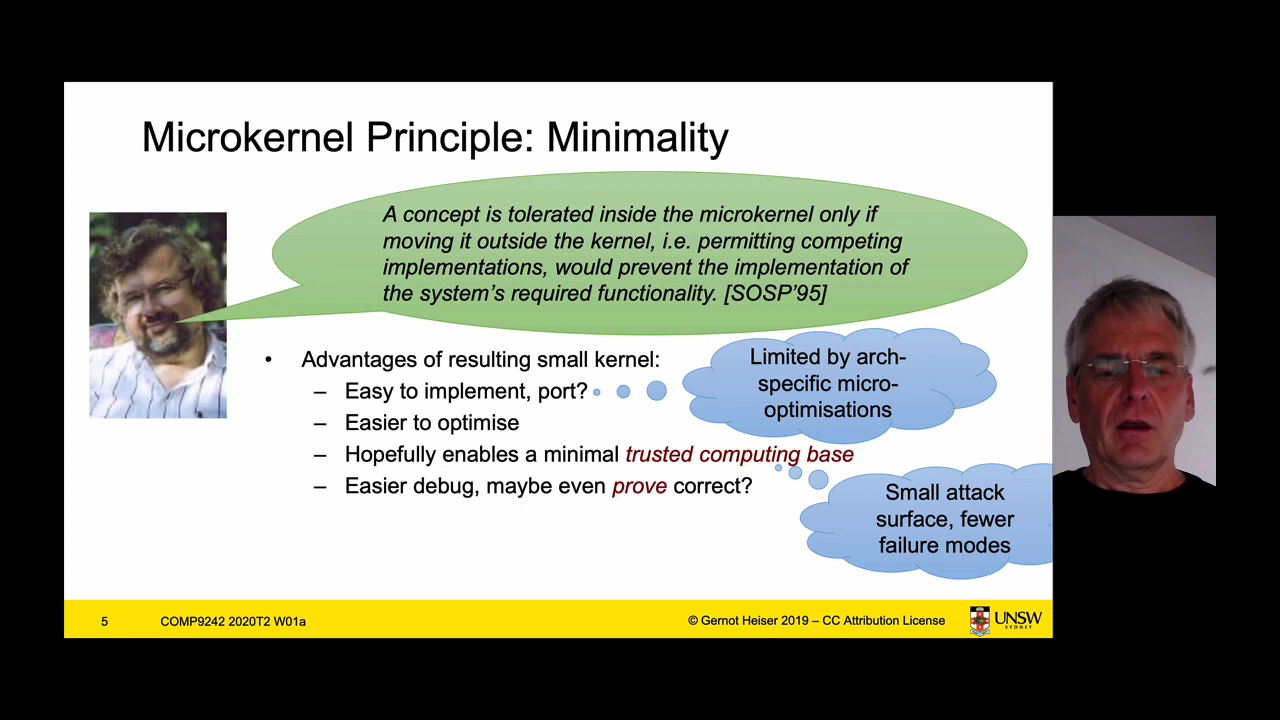 Microkernel Principle: Minimality
A concept is tolerated inside the microkernel only if
moving it outside the kernel, i.e. permitting competing
implementations, would prevent the implementation of
the system's required functionality. [SOSP'95]
• Advantages of resulting small kernel:
– Easy to implement, port?
– Easier to optimise
– Hopefully enables a minimal trusted computing base
– Easier debug, maybe even prove correct?
Limited by arch-
specific micro-
optimisations
Small attack
surface, fewer
failure modes
5 COMP9242 2020T2 W01a
© Gernot Heiser 2019 – CC Attribution License
UNSW
SYDNEY